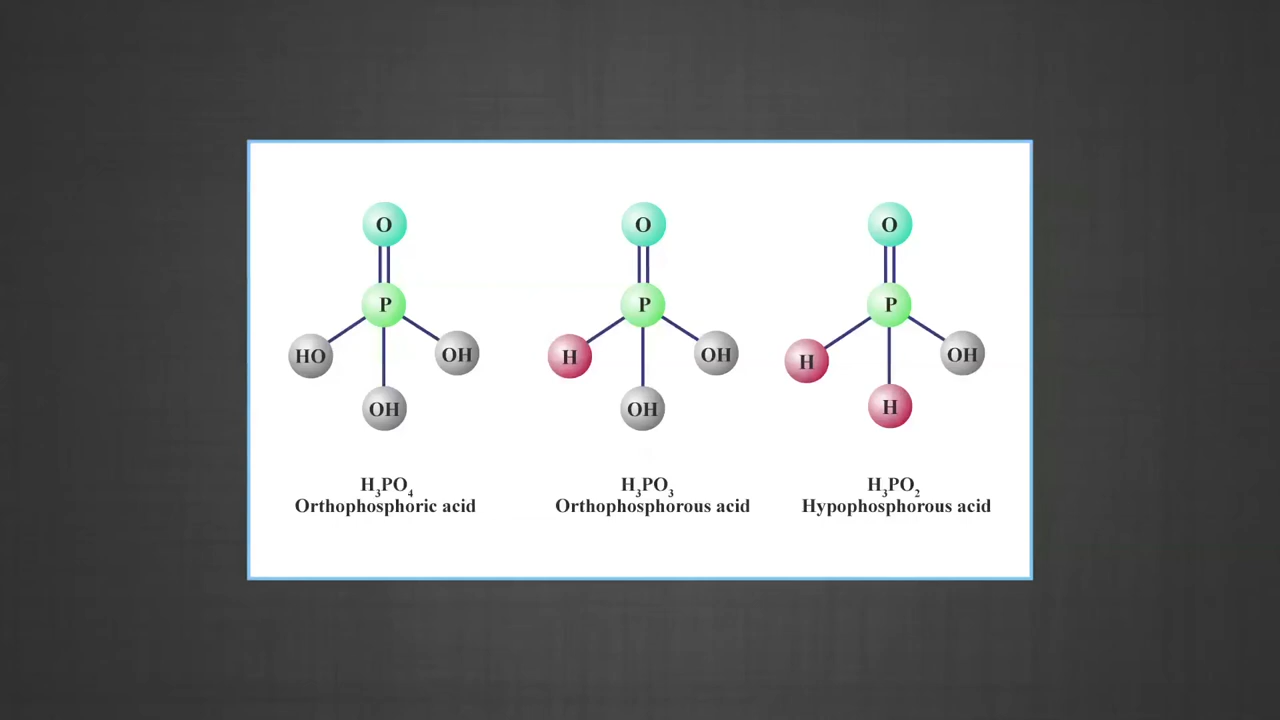 O
P
HO
OH
OH
H₃PO₄
Orthophosphoric acid
O
P
H
OH
OH
H₃PO₃
Orthophosphorous acid
O
P
H
OH
H
H₃PO₂
Hypophosphorous acid